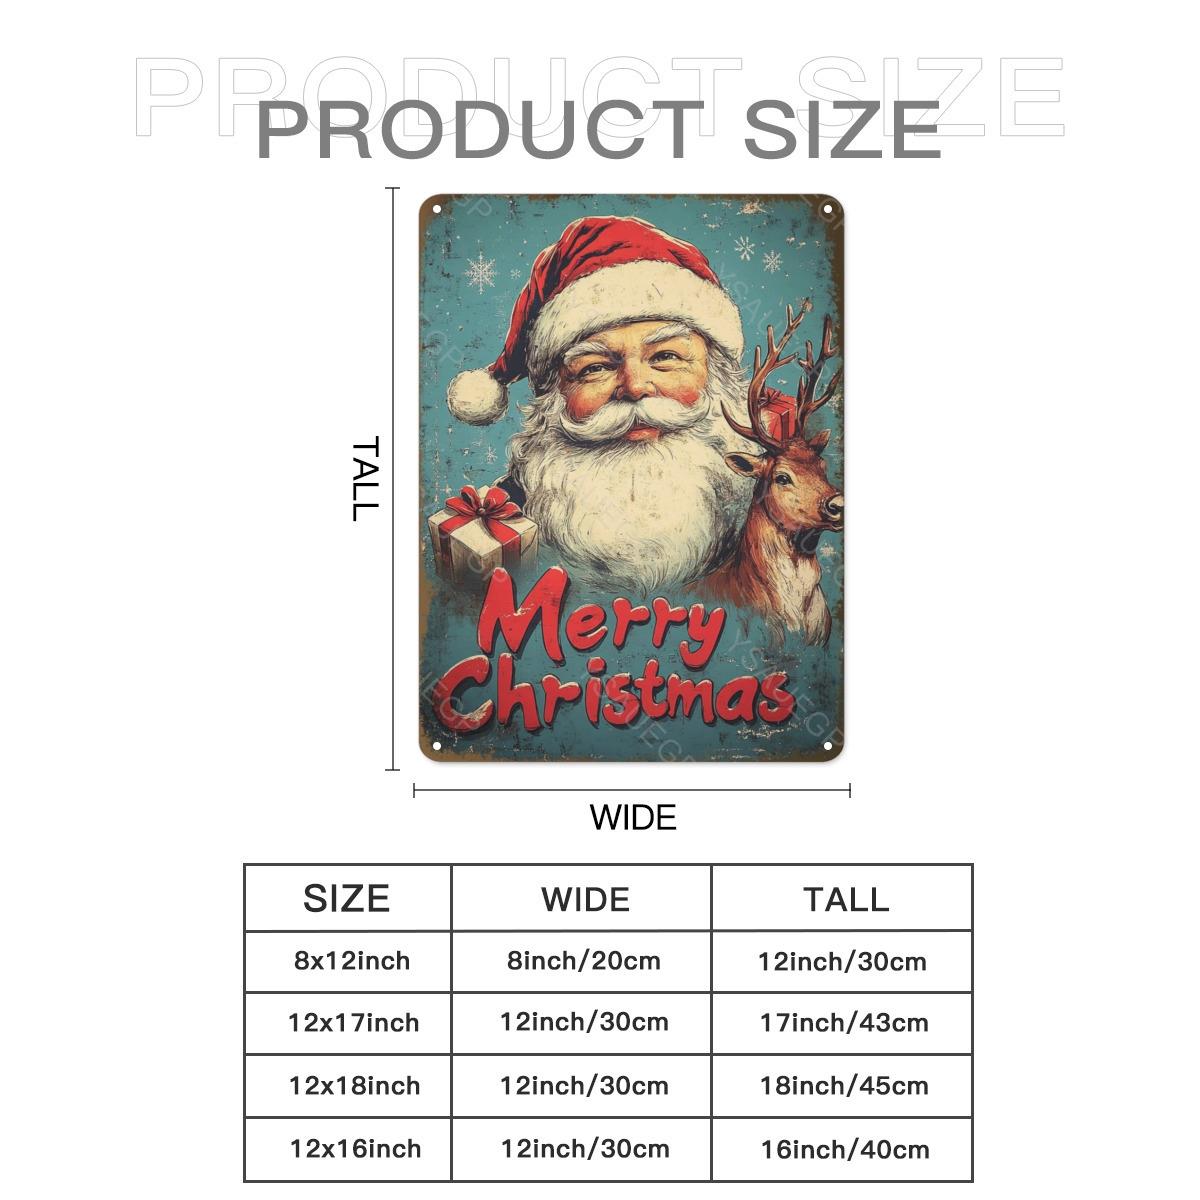 PRODUCT SIZE
PRODUCT SIZE
TALL
Merry
Christmas
YSAUEGP
WIDE
SIZE WIDE TALL
8x12inch 8inch/20cm 12inch/30cm
12x17inch 12inch/30cm 17inch/43cm
12x18inch 12inch/30cm 18inch/45cm
12x16inch 12inch/30cm 16inch/40cm